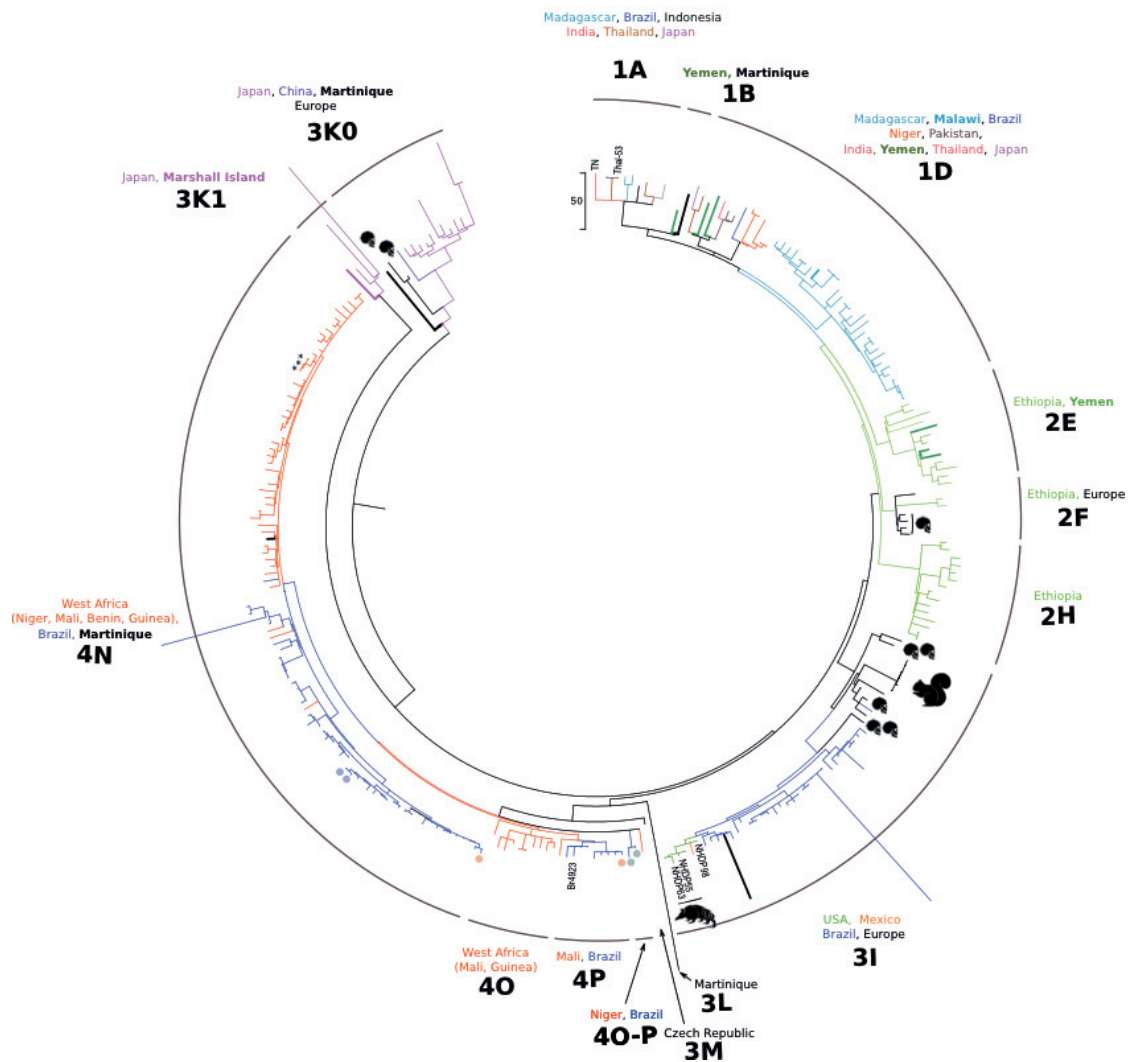 Madagascar, Brazil, Indonesia
India, Thailand, Japan
1A
Yemen, Martinique
1B
Japan, China, Martinique
Europe
3K0
Madagascar, Malawi, Brazil
Niger, Pakistan,
India, Yemen, Thailand, Japan
1D
Japan, Marshall Island
3K1
TN
Thai-53
50
***
Ethiopia, Yemen
2E
Ethiopia, Europe
2F
Ethiopia
2H
West Africa
(Niger, Mali, Benin, Guinea),
Brazil, Martinique
4N
Br4923
NHDP98
NHDP55
NHDP63
USA, Mexico
Brazil, Europe
3I
West Africa
(Mali, Guinea)
4O
Mali, Brazil
4P
Martinique
3L
Niger, Brazil
4O-P
Czech Republic
3M